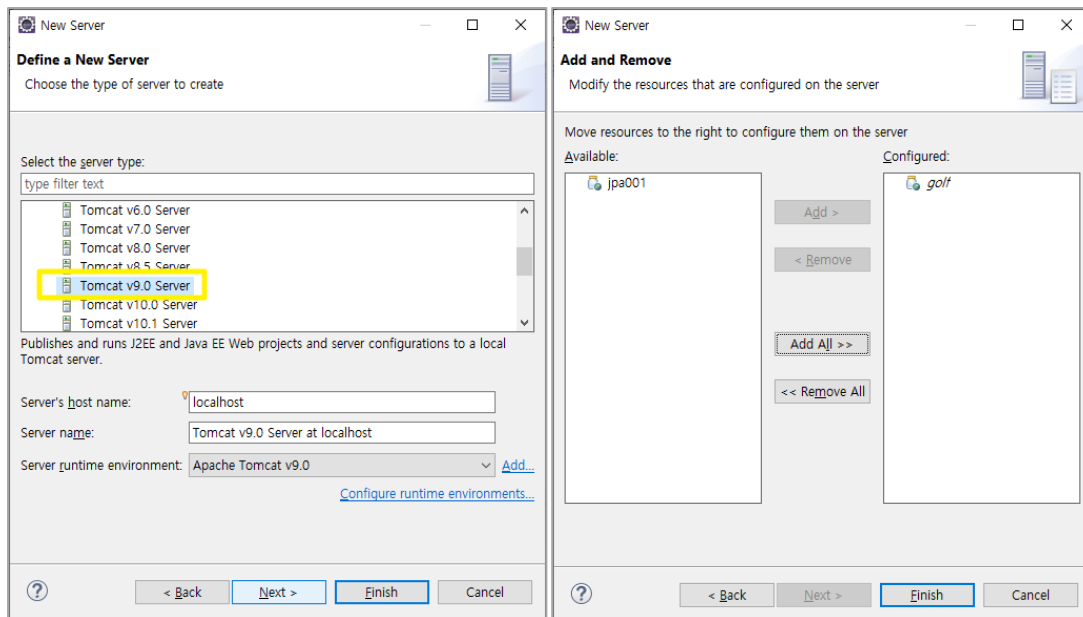 New Server
Define a New Server
Choose the type of server to create
Select the server type:
type filter text
Tomcat v6.0 Server
Tomcat v7.0 Server
Tomcat v8.0 Server
Tomcat v8.5 Server
Tomcat v9.0 Server
Tomcat v10.0 Server
Tomcat v10.1 Server
Publishes and runs J2EE and Java EE Web projects and server configurations to a local
Tomcat server.
Server's host name:
localhost
Server name:
Tomcat v9.0 Server at localhost
Server runtime environment:
Apache Tomcat v9.0
Add...
Configure runtime environments...
?
< Back
Next >
Finish
Cancel
New Server
Add and Remove
Modify the resources that are configured on the server
Move resources to the right to configure them on the server
Available:
Configured:
jpa001
golf
Add >
< Remove
Add All >>
<< Remove All
?
< Back
Next >
Finish
Cancel